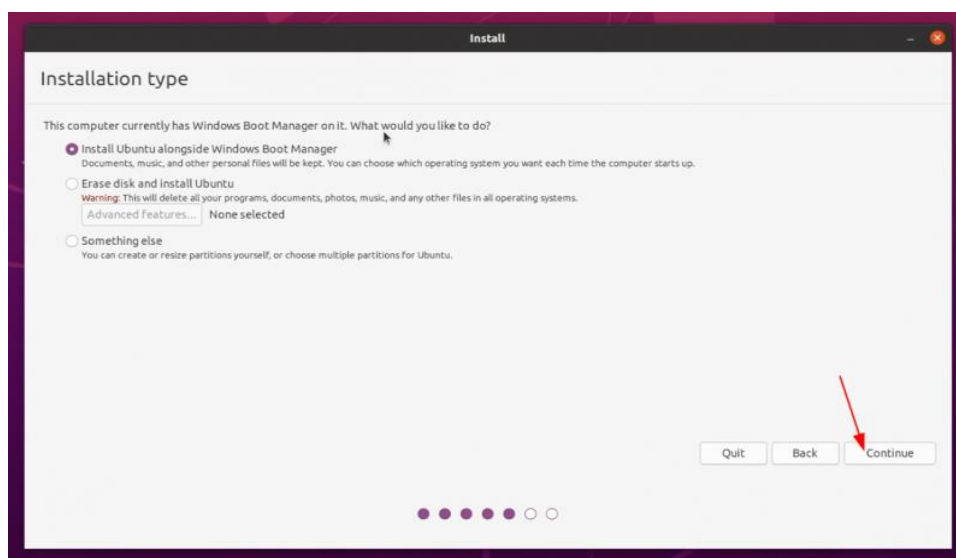 Install
Installation type
This computer currently has Windows Boot Manager on it. What would you like to do?
Install Ubuntu alongside Windows Boot Manager
Documents, music, and other personal files will be kept. You can choose which operating system you want each time the computer starts up.
Erase disk and install Ubuntu
Warning: This will delete all your programs, documents, photos, music, and any other files in all operating systems.
Advanced features... None selected
Something else
You can create or resize partitions yourself, or choose multiple partitions for Ubuntu.
Quit Back Continue